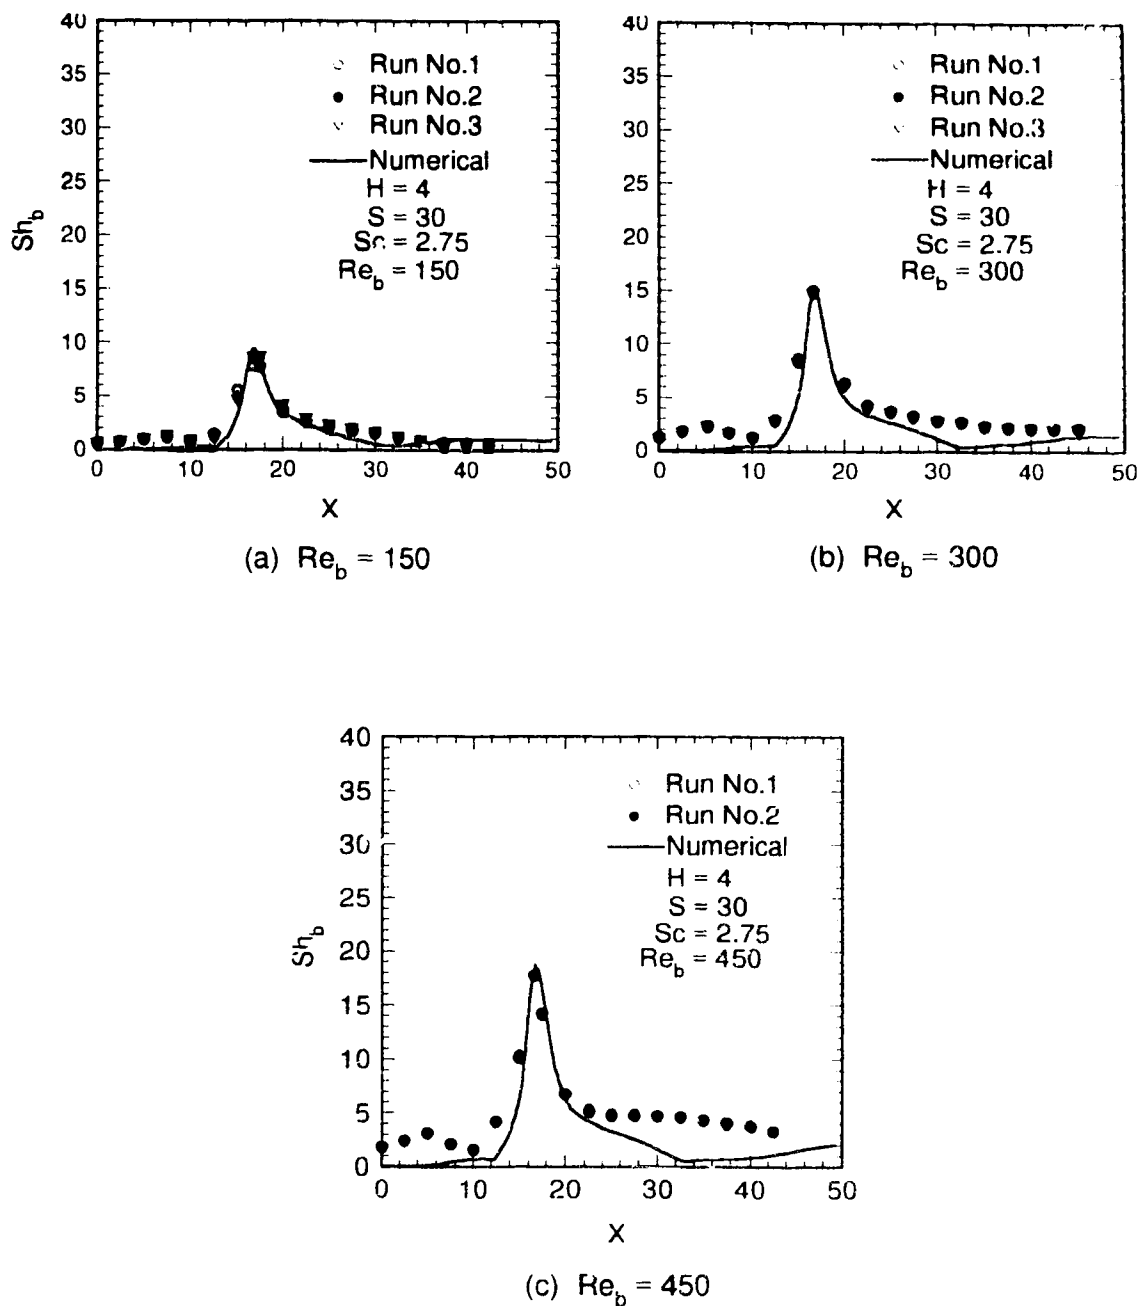 40
35
30
25
20
15
10
5
0
Sh_b
Run No.1
Run No.2
Run No.3
Numerical
H = 4
S = 30
Sc = 2.75
Re_b = 150
0 10 20 30 40 50
X
(a) Re_b = 150
40
35
30
25
20
15
10
5
0
Run No.1
Run No.2
Run No.3
Numerical
H = 4
S = 30
Sc = 2.75
Re_b = 300
0 10 20 30 40 50
X
(b) Re_b = 300
40
35
30
25
20
15
10
5
0
Sh_b
Run No.1
Run No.2
Numerical
H = 4
S = 30
Sc = 2.75
Re_b = 450
0 10 20 30 40 50
X
(c) Re_b = 450